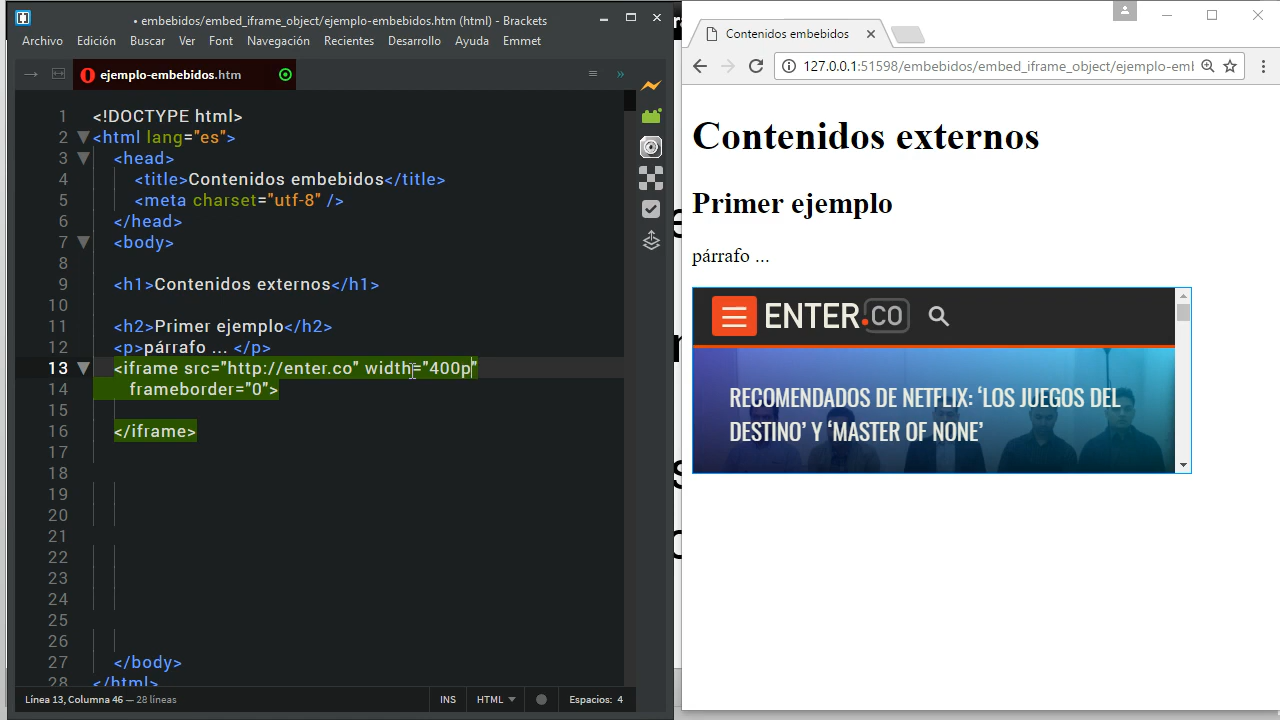 • embebidos/embed_iframe_object/ejemplo-embebidos.htm (html) - Brackets
Archivo Edición Buscar Ver Navegación Recientes Desarrollo Ayuda Emmet
ejemplo-embebidos.htm
1 <!DOCTYPE html>
2 <html lang="es">
3 <head>
4 <title>Contenidos embebidos</title>
5 <meta charset="utf-8" />
6 </head>
7 <body>
8
9 <h1>Contenidos externos</h1>
10
11 <h2>Primer ejemplo</h2>
12 <p>párrafo ... </p>
13 <iframe src="http://enter.co" width="400p"
14 frameborder="0">
15
16 </iframe>
17
18
19
20
21
22
23
24
25
26
27 </body>
28 </html>
Línea 13, Columna 46 — 28 líneas
INS
HTML
Espacios: 4
Contenidos embebidos
127.0.0.1:51598/embebidos/embed_iframe_object/ejemplo-eml
Contenidos externos
Primer ejemplo
párrafo ...
ENTER.CO
RECOMENDADOS DE NETFLIX: ‘LOS JUEGOS DEL
DESTINO’ Y ‘MASTER OF NONE’